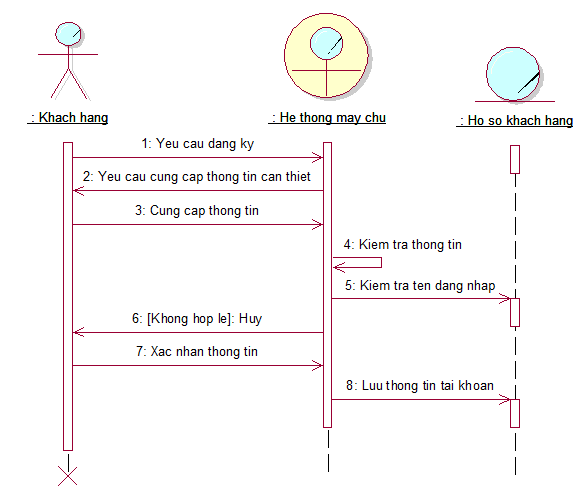 : Khach hang
: He thong may chu
: Ho so khach hang
1: Yeu cau dang ky
2: Yeu cau cung cap thong tin can thiet
3: Cung cap thong tin
4: Kiem tra thong tin
5: Kiem tra ten dang nhap
6: [Khong hop le]: Huy
7: Xac nhan thong tin
8: Luu thong tin tai khoan